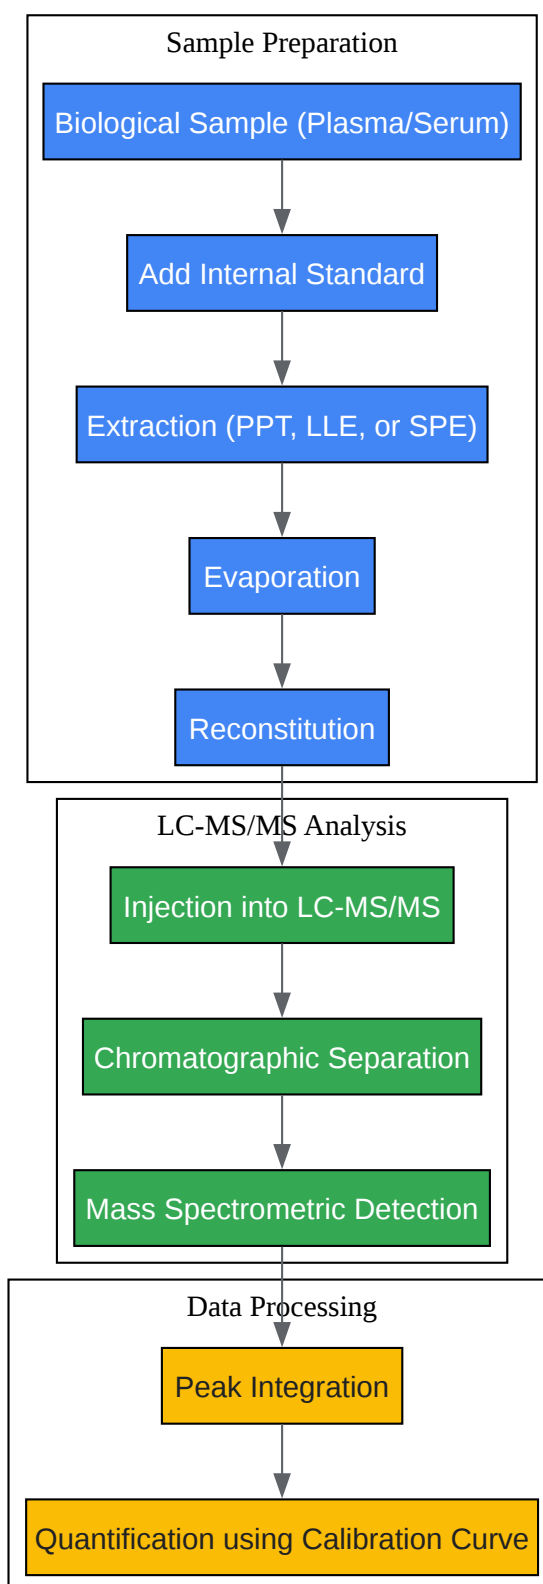 Sample Preparation
Biological Sample (Plasma/Serum)
Add Internal Standard
Extraction (PPT, LLE, or SPE)
Evaporation
Reconstitution
LC-MS/MS Analysis
Injection into LC-MS/MS
Chromatographic Separation
Mass Spectrometric Detection
Data Processing
Peak Integration
Quantification using Calibration Curve